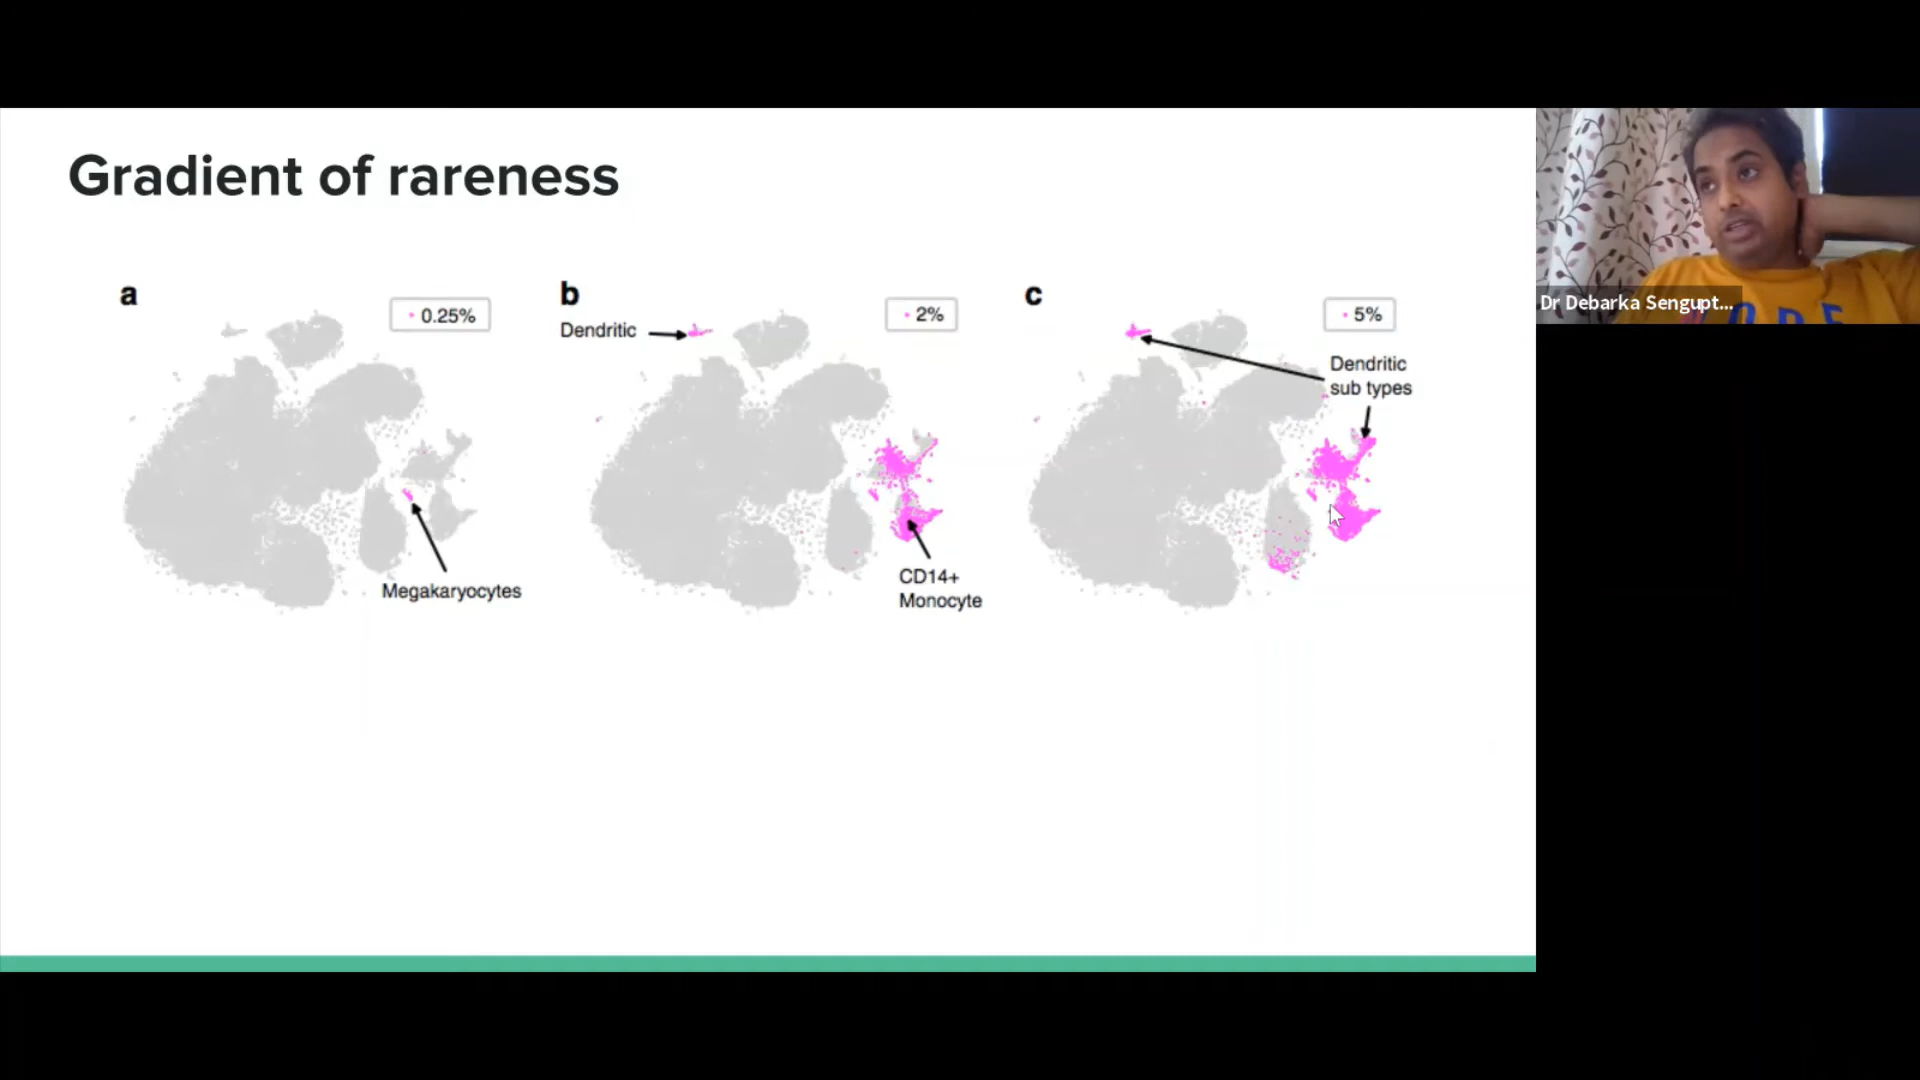 Gradient of rareness
a
0.25%
Megakaryocytes
b
2%
Dendritic
CD14+
Monocyte
c
5%
Dendritic
sub types
Dr Debarka Sengupt...